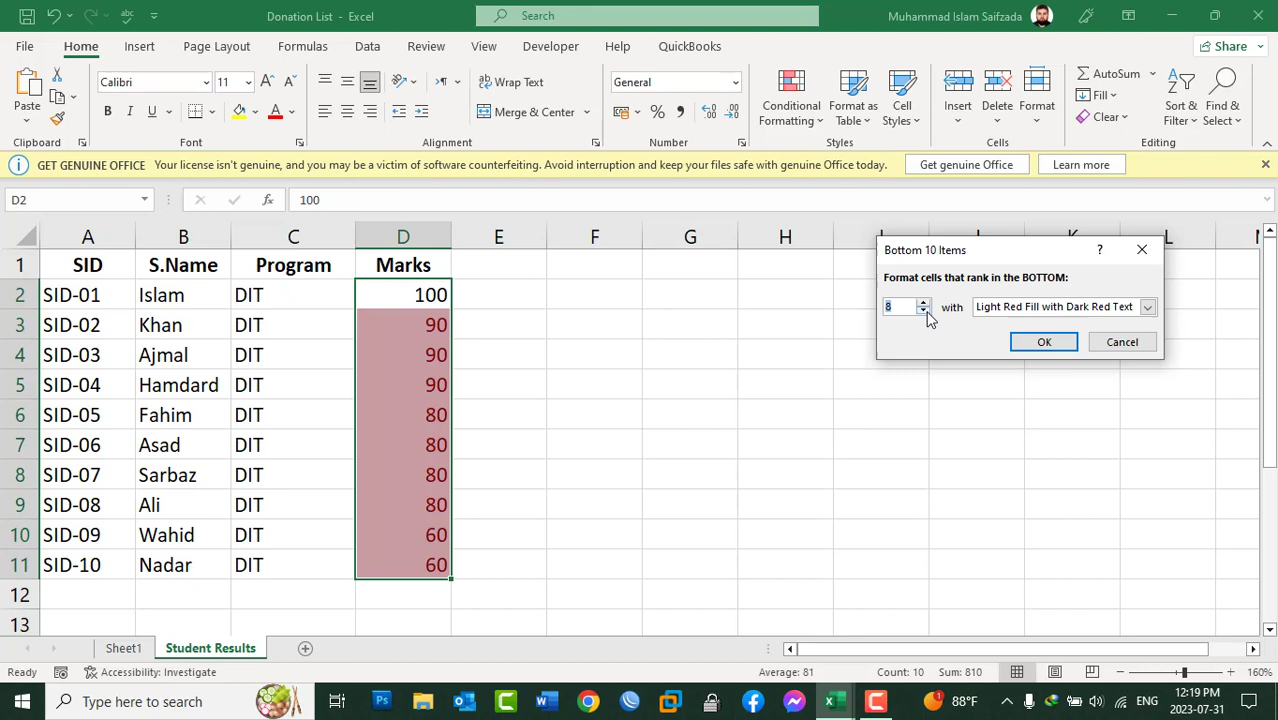 Donation List - Excel
Search
Muhammad Islam Saifzada
File Home Insert Page Layout Formulas Data Review View Developer Help QuickBooks Share
Paste
Calibri 11
B I U
Wrap Text
Merge & Center
General
Conditional Formatting
Format as Table
Cell Styles
Insert
Delete
Format
AutoSum
Fill
Clear
Sort & Filter
Find & Select
Clipboard Font Alignment Number Styles Cells Editing
GET GENUINE OFFICE Your license isn't genuine, and you may be a victim of software counterfeiting. Avoid interruption and keep your files safe with genuine Office today. Get genuine Office Learn more
D2 fx 100
A B C D E F G H
1 SID S.Name Program Marks
2 SID-01 Islam DIT 100
3 SID-02 Khan DIT 90
4 SID-03 Ajmal DIT 90
5 SID-04 Hamdard DIT 90
6 SID-05 Fahim DIT 80
7 SID-06 Asad DIT 80
8 SID-07 Sarbaz DIT 80
9 SID-08 Ali DIT 80
10 SID-09 Wahid DIT 60
11 SID-10 Nadar DIT 60
12
13
Bottom 10 Items ?
Format cells that rank in the BOTTOM:
8 with Light Red Fill with Dark Red Text
OK Cancel
Sheet1 Student Results
Ready Accessibility: Investigate Average: 81 Count: 10 Sum: 810 160%
Type here to search
88°F
ENG
12:19 PM
2023-07-31